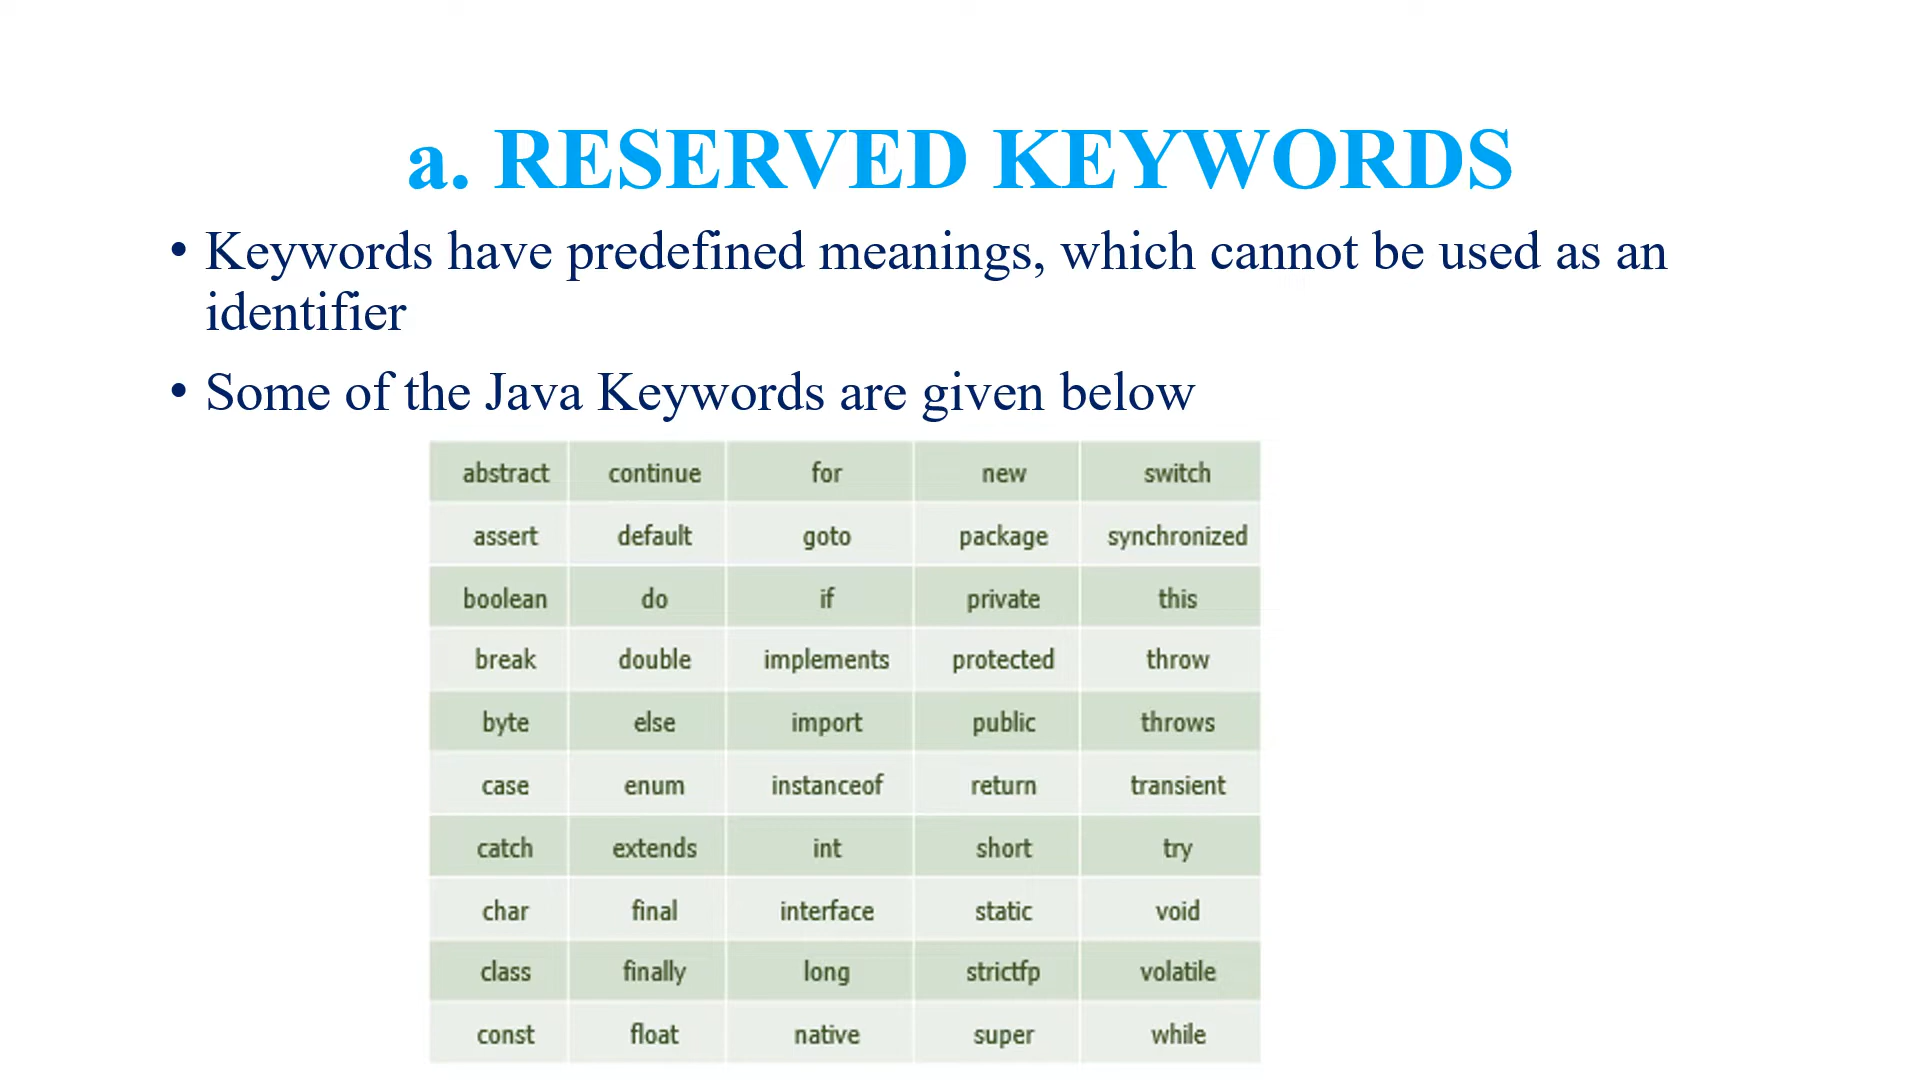 a. RESERVED KEYWORDS
• Keywords have predefined meanings, which cannot be used as an
identifier
• Some of the Java Keywords are given below
abstract continue for new switch
assert default goto package synchronized
boolean do if private this
break double implements protected throw
byte else import public throws
case enum instanceof return transient
catch extends int short try
char final interface static void
class finally long strictfp volatile
const float native super while